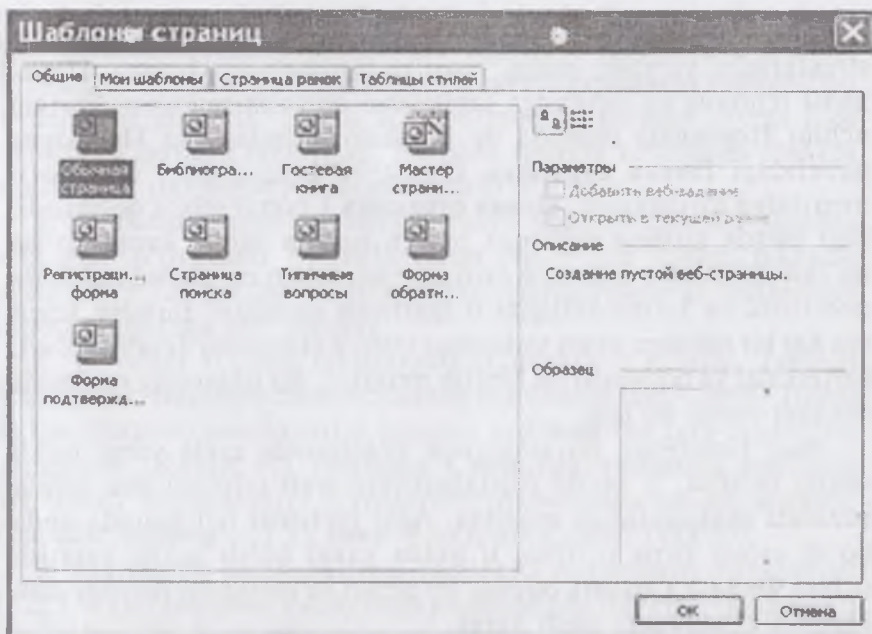 Шаблоны страниц
Общие Мои шаблоны Страница рамок Таблицы стилей
Обычная страница
Библиогра...
Гостевая книга
Мастер страни...
Регистраци... форма
Страница поиска
Типичные вопросы
Форма обратн...
Форма подтвержд...
Параметры
Добавить веб-задание
Открыть в текущей
Описание
Создание пустой веб-страницы.
Образец
ОК Отмена